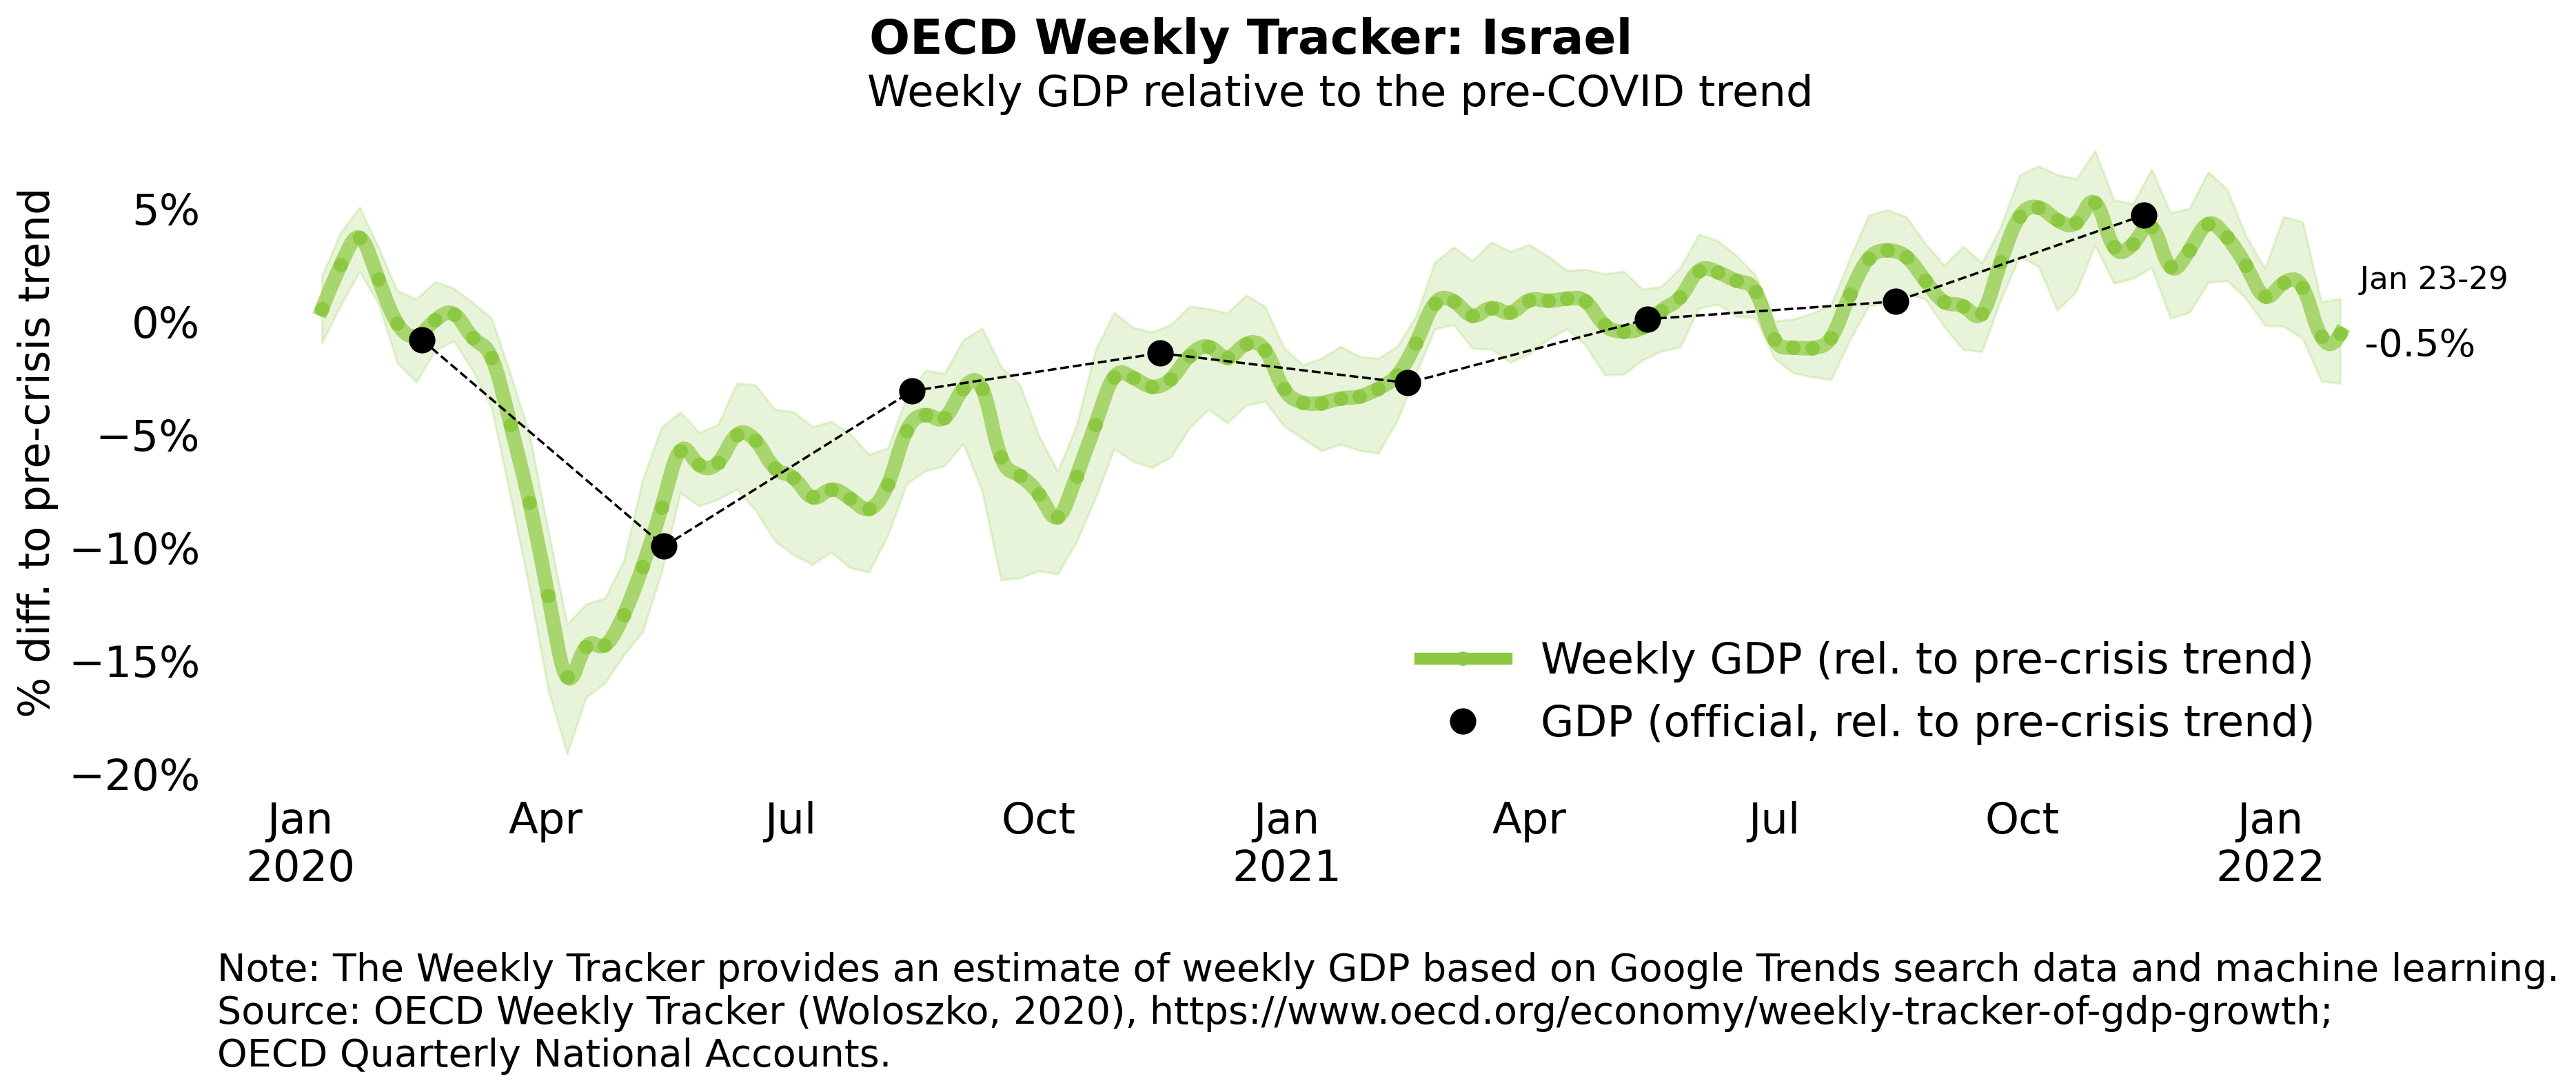 OECD Weekly Tracker: Israel
Weekly GDP relative to the pre-COVID trend
% diff. to pre-crisis trend
5%
0%
−5%
−10%
−15%
−20%
Jan 23-29
-0.5%
Weekly GDP (rel. to pre-crisis trend)
GDP (official, rel. to pre-crisis trend)
Jan Apr Jul Oct Jan Apr Jul Oct Jan
2020 2021 2022
Note: The Weekly Tracker provides an estimate of weekly GDP based on Google Trends search data and machine learning.
Source: OECD Weekly Tracker (Woloszko, 2020), https://www.oecd.org/economy/weekly-tracker-of-gdp-growth;
OECD Quarterly National Accounts.